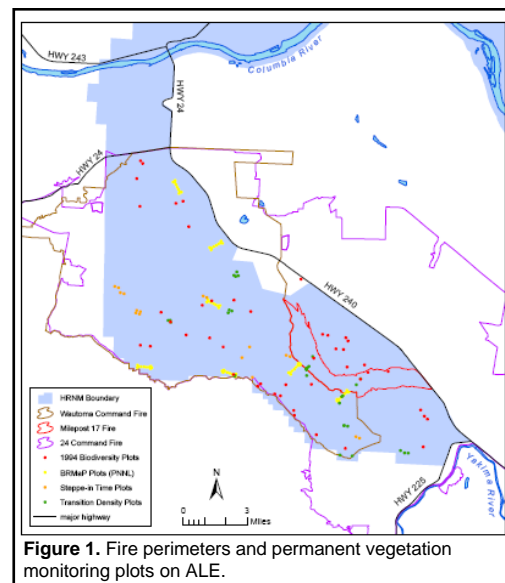 HWY 243
Columbia River
HWY 24
HWY 24
HWY 240
HRNM Boundary
Wautoma Command Fire
Milepost 17 Fire
24 Command Fire
1994 Biodiversity Plots
BRMaP Plots (PNNL)
Steppe-in Time Plots
Transition Density Plots
major highway
N
0 3
Miles
HWY 225
Yakima River
Figure 1. Fire perimeters and permanent vegetation
monitoring plots on ALE.